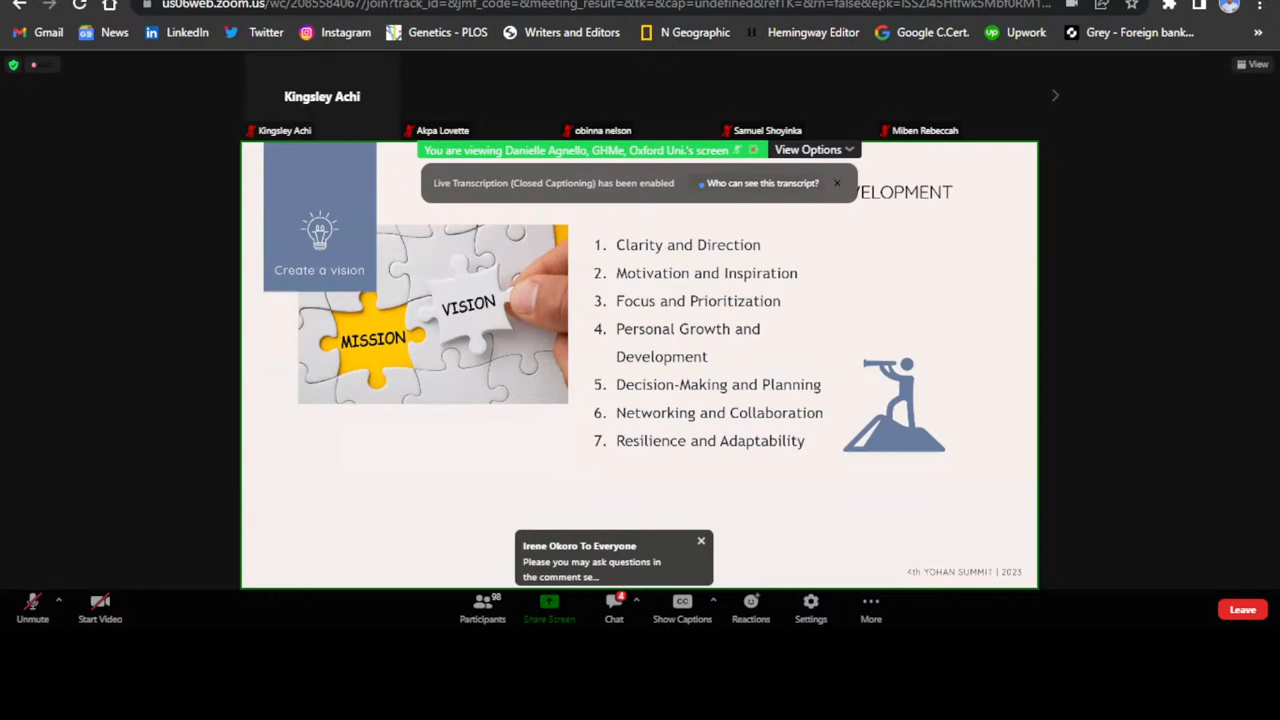 Gmail
News
LinkedIn
Twitter
Instagram
Genetics - PLOS
Writers and Editors
N Geographic
Hemingway Editor
Google C.Cert.
Upwork
Grey - Foreign bank...
»
View
Kingsley Achi
Kingsley Achi
Akpa Lovette
obinna nelson
Samuel Shoyinka
Miben Rebeccah
You are viewing Danielle Agnello, GHMe, Oxford Uni.'s screen
View Options
Live Transcription (Closed Captioning) has been enabled
Who can see this transcript?
VELOPMENT
Create a vision
MISSION
VISION
1. Clarity and Direction
2. Motivation and Inspiration
3. Focus and Prioritization
4. Personal Growth and
Development
5. Decision-Making and Planning
6. Networking and Collaboration
7. Resilience and Adaptability
Irene Okoro To Everyone
Please you may ask questions in
the comment se...
4th YOHAN SUMMIT | 2023
Unmute
Start Video
98
Participants
Share Screen
4
Chat
CC
Show Captions
Reactions
Settings
More
Leave